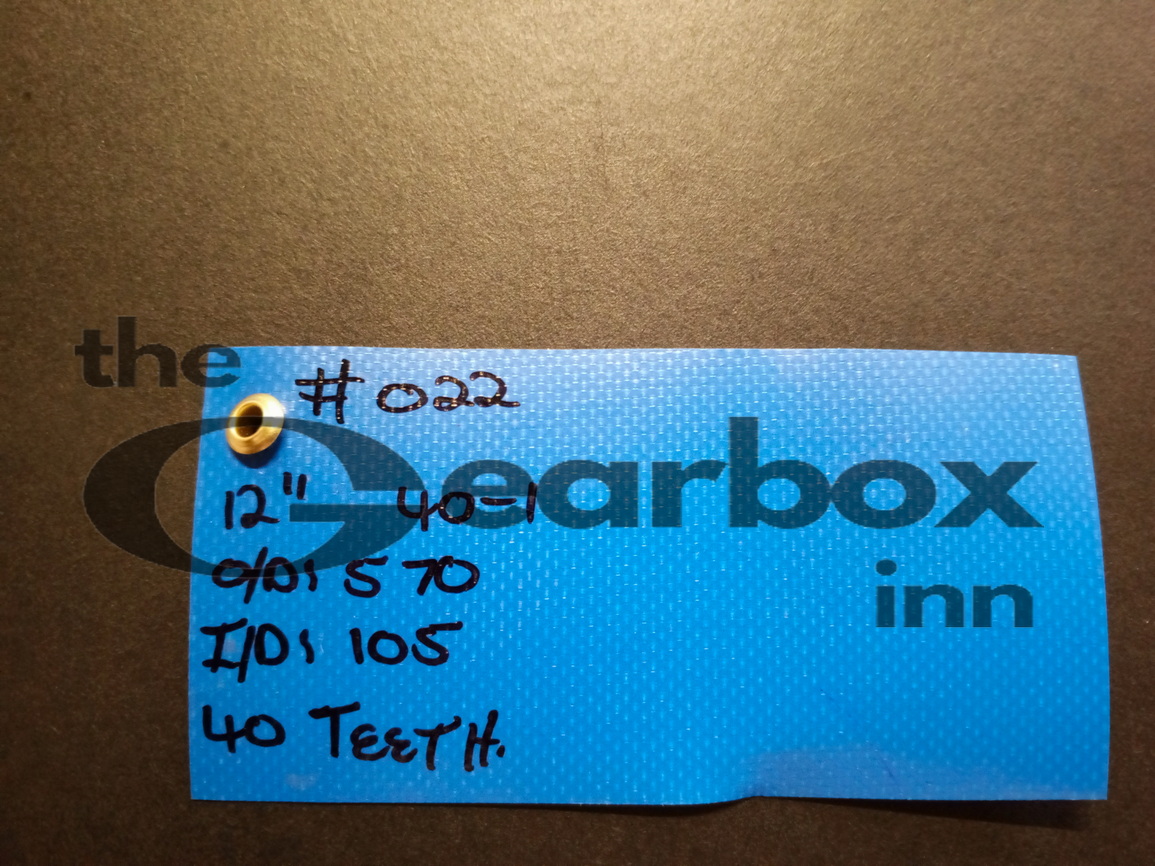 the
Gearbox
inn
#022
12" 40-1
O/D: 570
I/D: 105
40 TEETH.